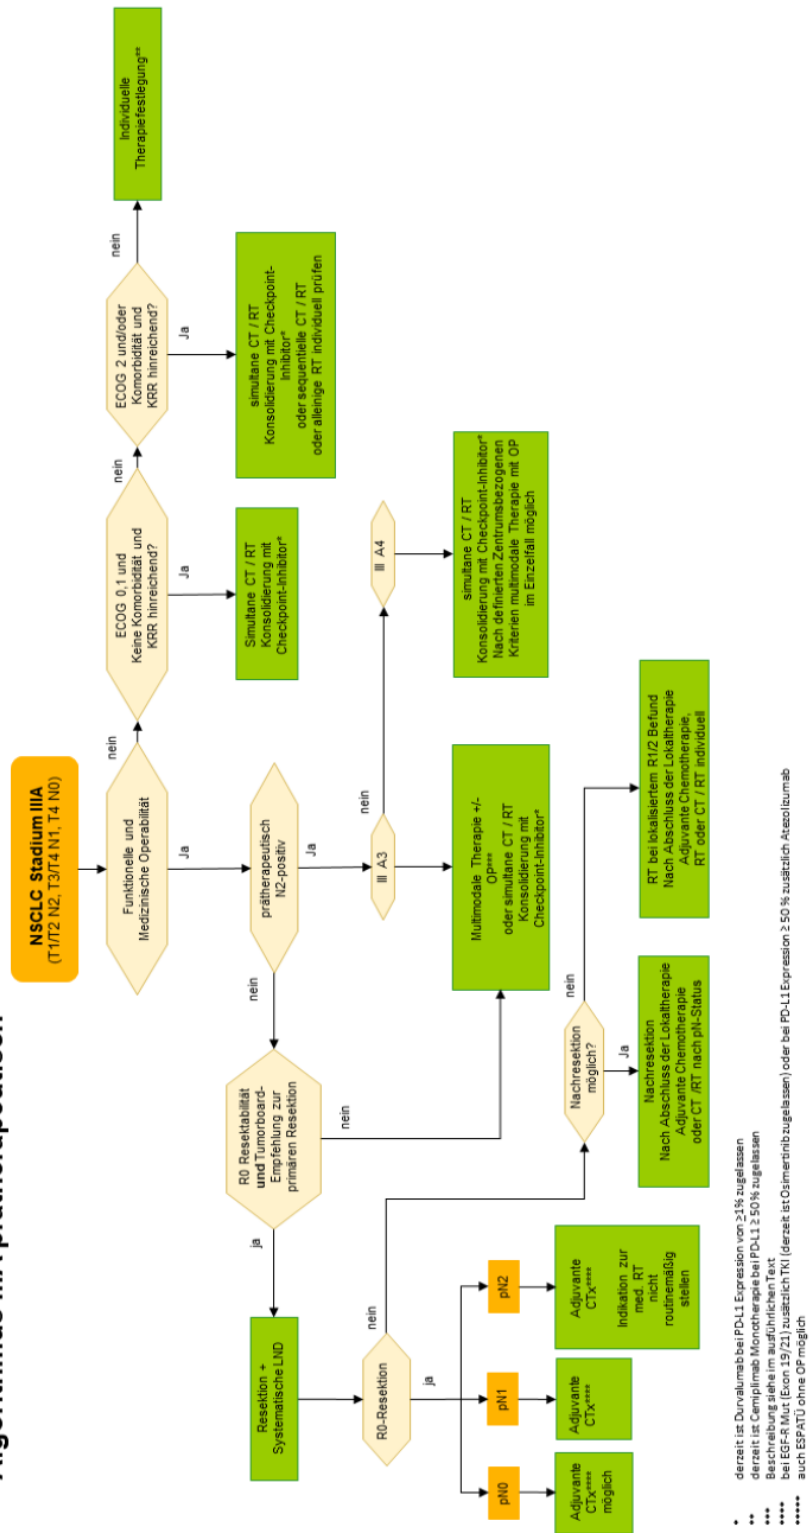 Algorithmus IIIA prätherapeutisch
NSCLC Stadium IIIA
(T1/T2 N2, T3/T4 N1, T4 N0)
Funktionelle und
Medizinische Operabilität
nein
ECOG 0,1 und
Keine Komorbidität und
KRR hinreichend?
nein
ECOG 2 und/oder
Komorbidität und
KRR hinreichend?
nein
Individuelle
Therapiefestlegung**
Ja
Ja
Ja
Simultane CT / RT
Konsolidierung mit
Checkpoint-Inhibitor*
simultane CT / RT
Konsolidierung mit Checkpoint-
Inhibitor*
oder sequentielle CT / RT
oder alleinige RT individuell prüfen
prätherapeutisch
N2-positiv
nein
Ja
R0 Resektabilität
und Tumorboard-
Empfehlung zur
primären Resektion
ja
nein
III A3
nein
III A4
Multimodale Therapie +/-
OP***
oder simultane CT / RT
Konsolidierung mit
Checkpoint-Inhibitor*
simultane CT / RT
Konsolidierung mit Checkpoint-Inhibitor*
Nach definierten Zentrumsbezogenen
Kriterien multimodale Therapie mit OP
im Einzelfall möglich
Resektion +
Systematische LND
R0-Resektion
nein
ja
Nachresektion
möglich?
nein
Ja
pN0
pN1
pN2
Adjuvante
CTx****
möglich
Adjuvante
CTx****
Adjuvante
CTx****
Indikation zur
med. RT
nicht
routinemäßig
stellen
Nachresektion
Nach Abschluss der Lokaltherapie
Adjuvante Chemotherapie
oder CT /RT nach pN-Status
RT bei lokalisiertem R1/2 Befund
Nach Abschluss der Lokaltherapie
Adjuvante Chemotherapie,
RT oder CT / RT individuell
* derzeit ist Durvalumab bei PD-L1 Expression von ≥1% zugelassen
** derzeit ist Cemiplimab Monotherapie bei PD-L1 ≥ 50 % zugelassen
*** Beschreibung siehe im ausführlichen Text
**** bei EGF-R Mut (Exon 19/21) zusätzlich TKI (derzeit ist Osimertinib zugelassen) oder bei PD-L1 Expression ≥ 50 % zusätzlich Atezolizumab
***** auch ESPATÜ ohne OP möglich